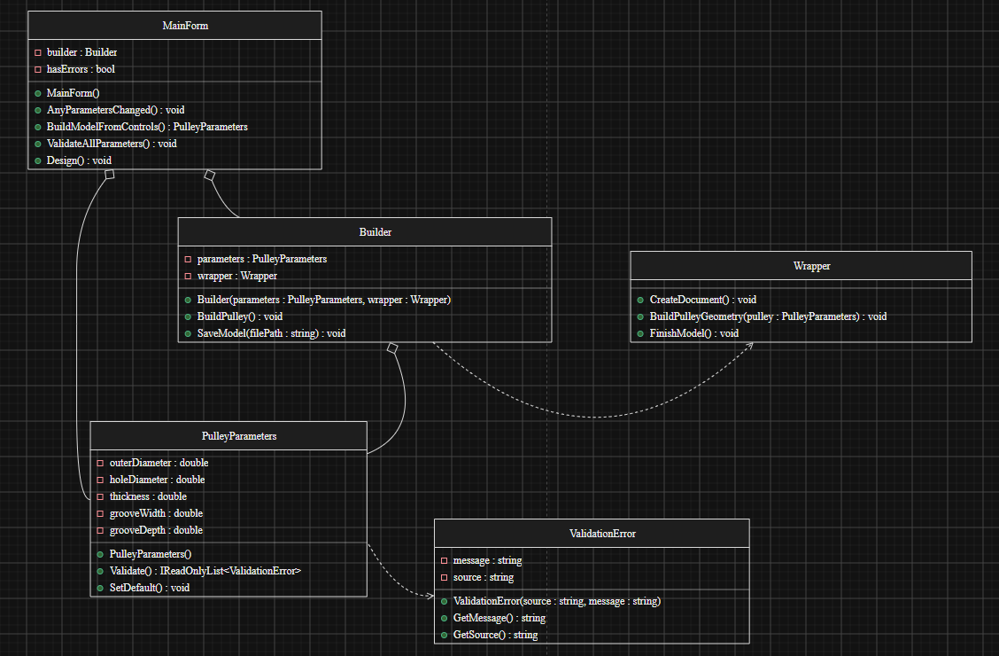 MainForm
builder : Builder
hasErrors : bool
MainForm()
AnyParametersChanged() : void
BuildModelFromControls() : PulleyParameters
ValidateAllParameters() : void
Design() : void
Builder
parameters : PulleyParameters
wrapper : Wrapper
Builder(parameters : PulleyParameters, wrapper : Wrapper)
BuildPulley() : void
SaveModel(filePath : string) : void
Wrapper
CreateDocument() : void
BuildPulleyGeometry(pulley : PulleyParameters) : void
FinishModel() : void
PulleyParameters
outerDiameter : double
holeDiameter : double
thickness : double
grooveWidth : double
grooveDepth : double
PulleyParameters()
Validate() : IReadOnlyList<ValidationError>
SetDefault() : void
ValidationError
message : string
source : string
ValidationError(source : string, message : string)
GetMessage() : string
GetSource() : string